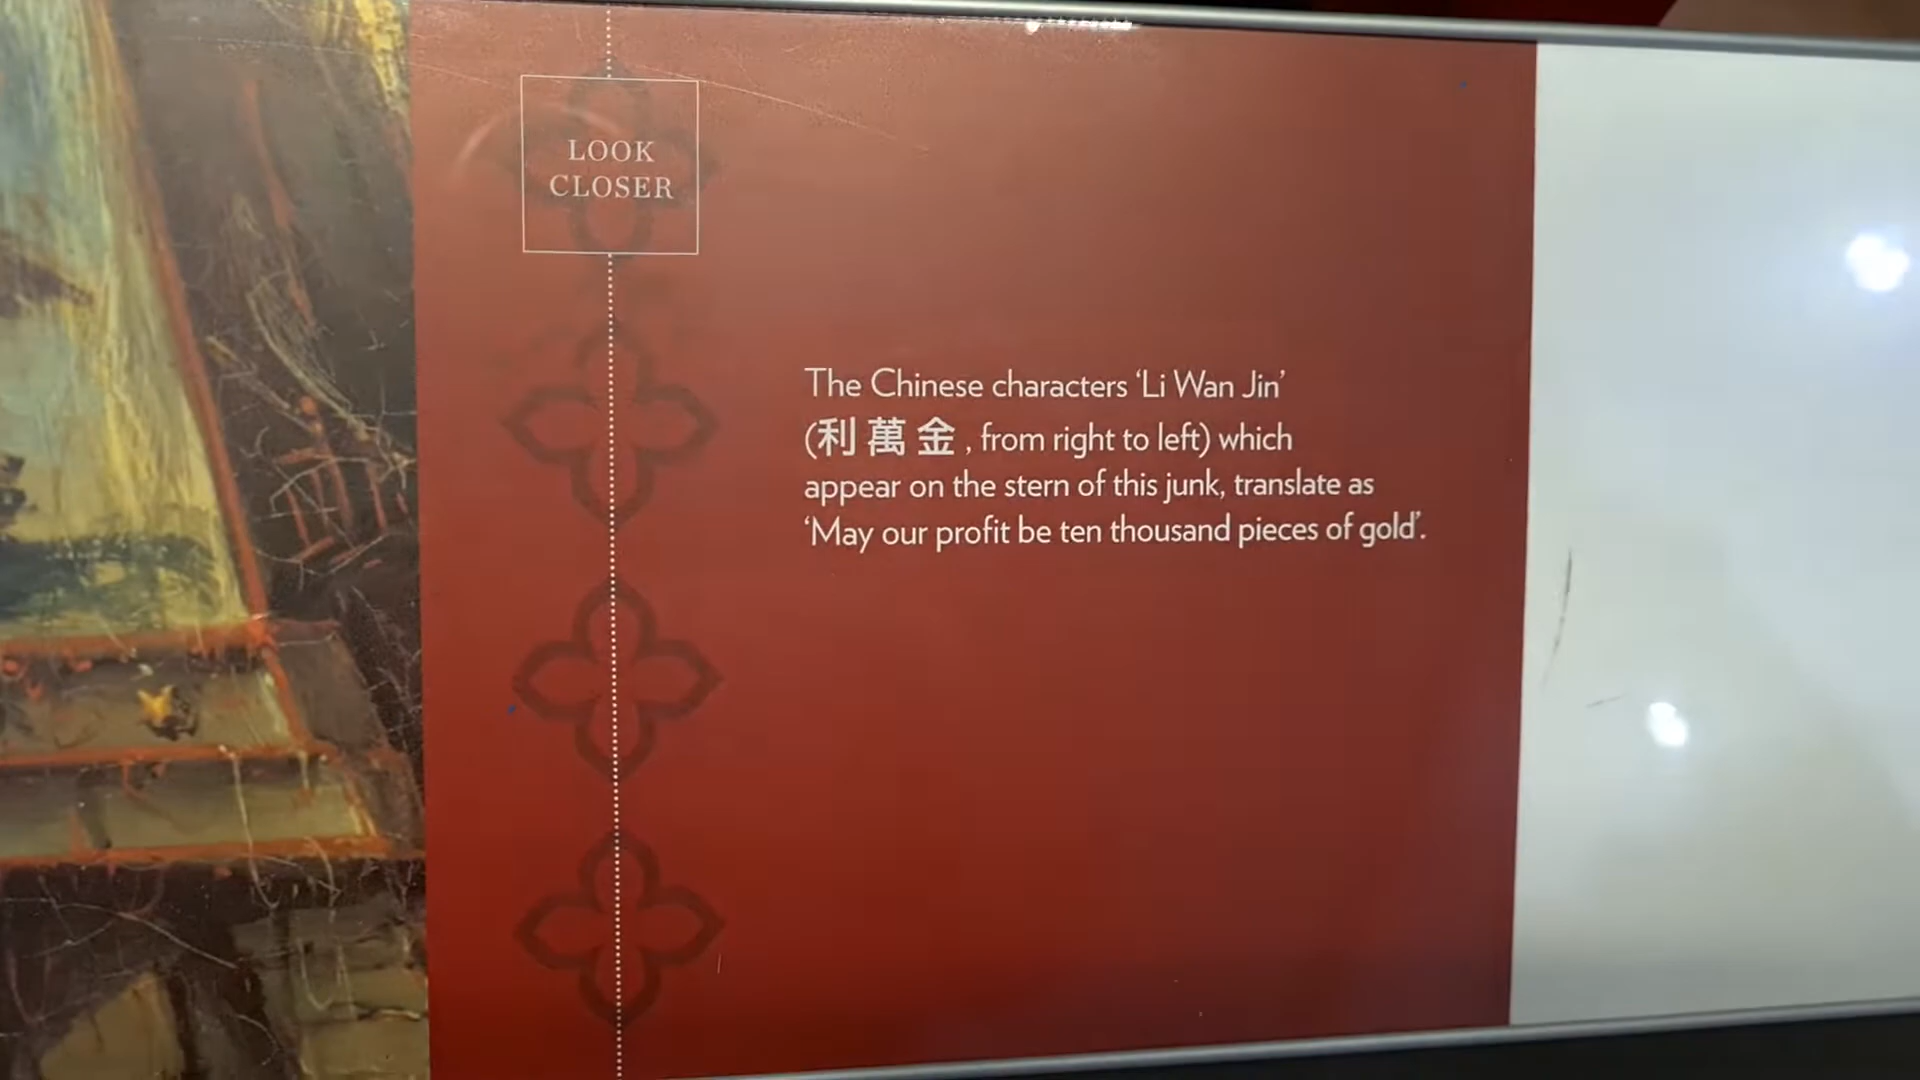 LOOK
CLOSER
The Chinese characters ‘Li Wan Jin’
(利 萬 金 , from right to left) which
appear on the stern of this junk, translate as
‘May our profit be ten thousand pieces of gold’.